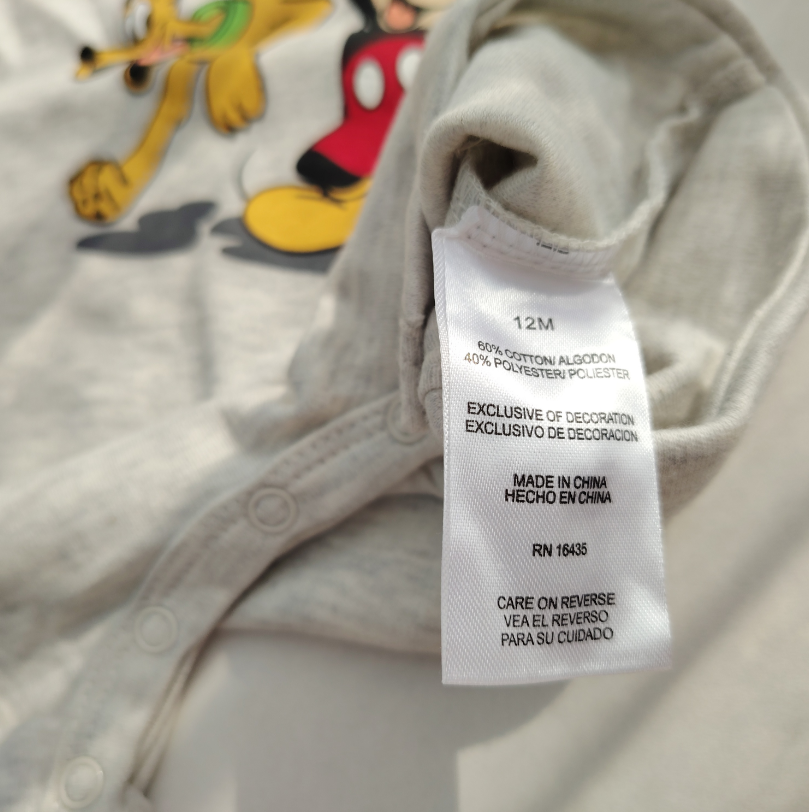 12M
60% COTTON/ ALGODON
40% POLYESTER/ POLIESTER
EXCLUSIVE OF DECORATION
EXCLUSIVO DE DECORACION
MADE IN CHINA
HECHO EN CHINA
RN 16435
CARE ON REVERSE
VEA EL REVERSO
PARA SU CUIDADO